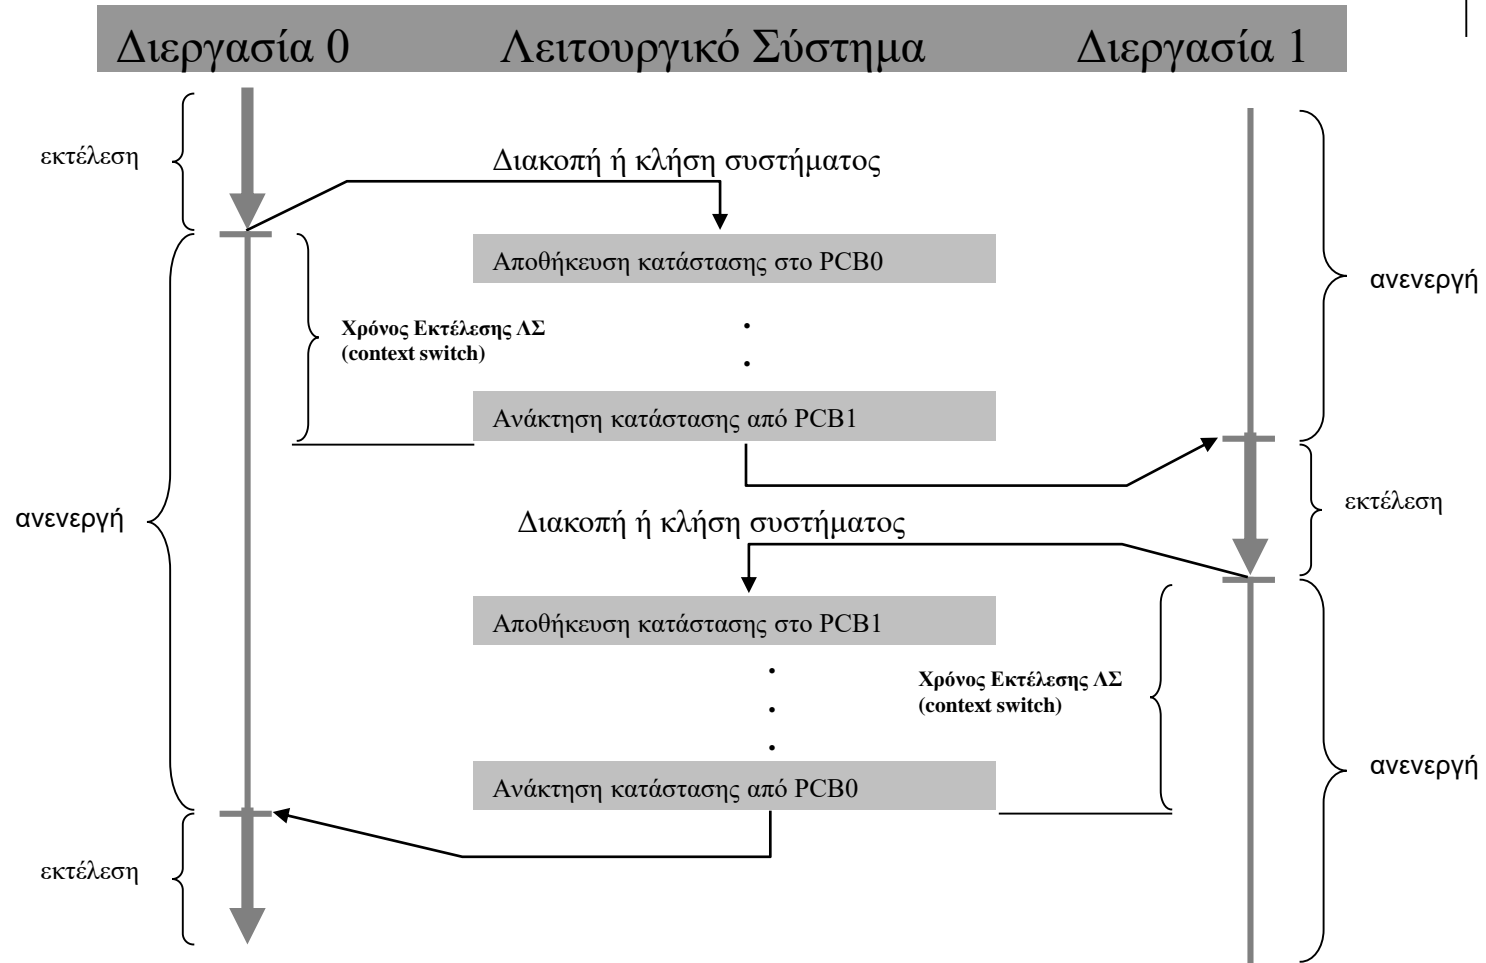 Διεργασία 0 Λειτουργικό Σύστημα Διεργασία 1
εκτέλεση
Διακοπή ή κλήση συστήματος
Αποθήκευση κατάστασης στο PCB0
ανενεργή
Χρόνος Εκτέλεσης ΛΣ
(context switch)
Ανάκτηση κατάστασης από PCB1
εκτέλεση
ανενεργή
Διακοπή ή κλήση συστήματος
Αποθήκευση κατάστασης στο PCB1
Χρόνος Εκτέλεσης ΛΣ
(context switch)
ανενεργή
Ανάκτηση κατάστασης από PCB0
εκτέλεση